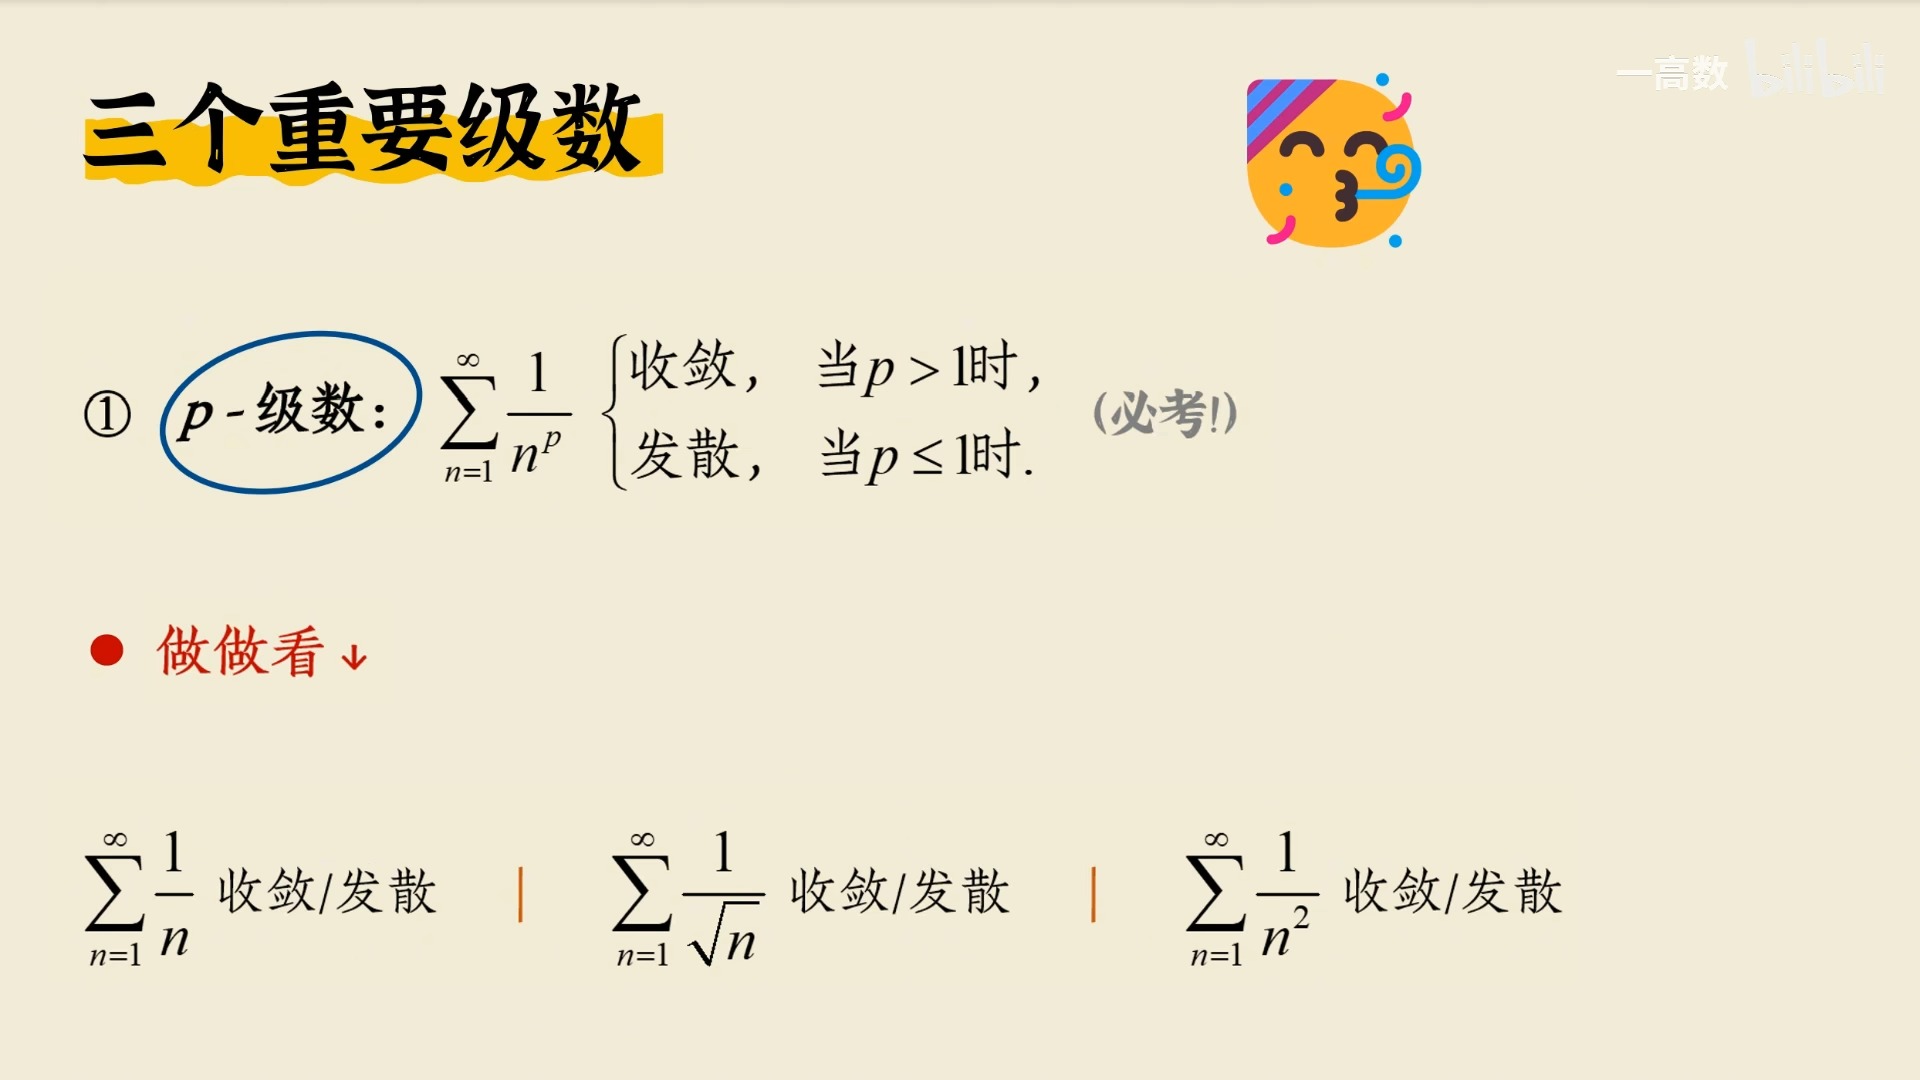 一高数 bilibili
三个重要级数
① p-级数: $\sum_{n=1}^{\infty} \frac{1}{n^p} \begin{cases} 收敛, & 当p>1时, \\ 发散, & 当p\leq 1时. \end{cases}$ (必考!)
● 做做看↓
$\sum_{n=1}^{\infty} \frac{1}{n}$ 收敛/发散 | $\sum_{n=1}^{\infty} \frac{1}{\sqrt{n}}$ 收敛/发散 | $\sum_{n=1}^{\infty} \frac{1}{n^2}$ 收敛/发散